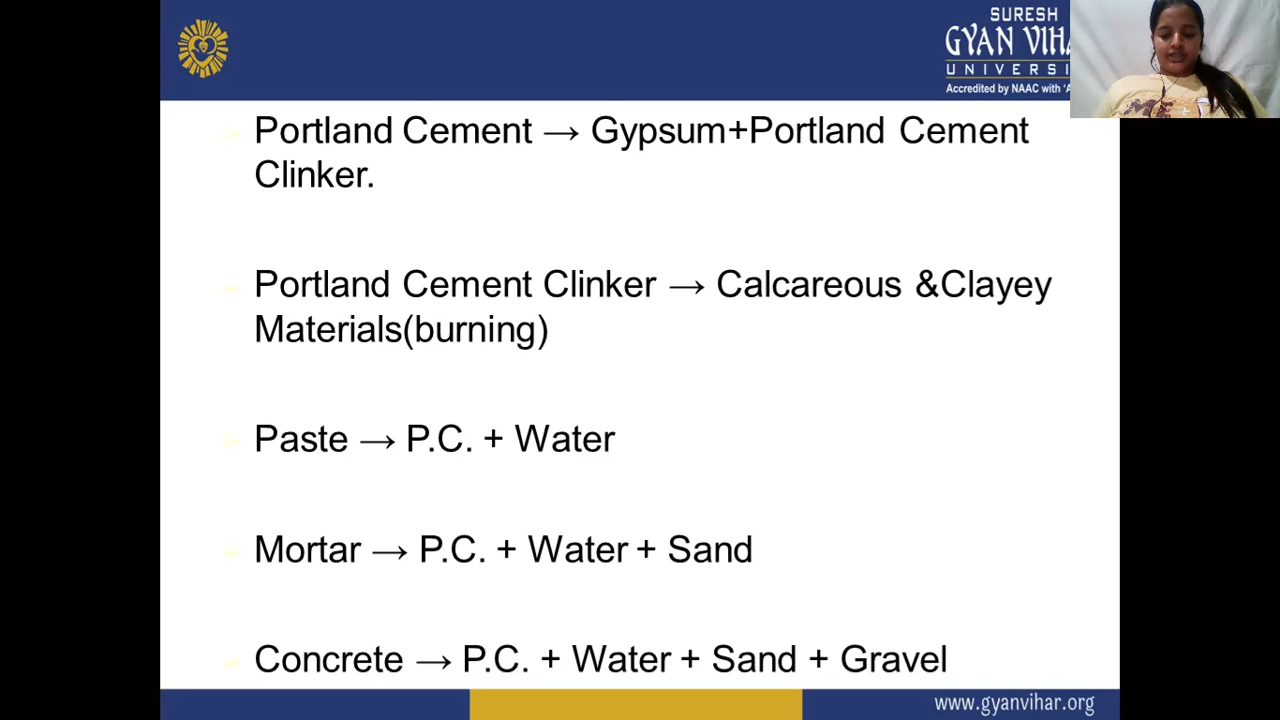 SURESH
GYAN VIHA
UNIVERSI
Accredited by NAAC with 'A
Portland Cement → Gypsum+Portland Cement
Clinker.
Portland Cement Clinker → Calcareous &Clayey
Materials(burning)
Paste → P.C. + Water
Mortar → P.C. + Water + Sand
Concrete → P.C. + Water + Sand + Gravel
www.gyanvihar.org